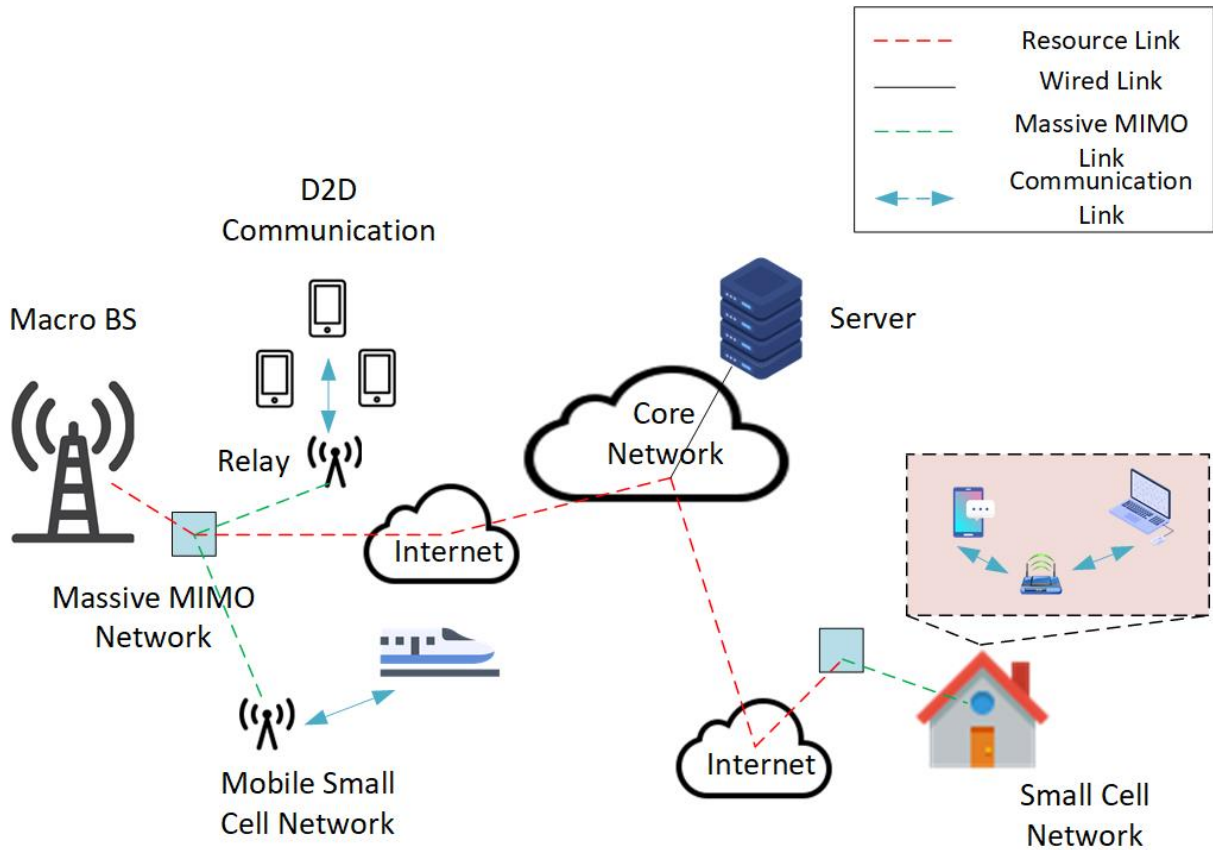 Resource Link
Wired Link
Massive MIMO
Link
Communication
Link
D2D
Communication
Macro BS
Server
Core
Network
Relay
Internet
Massive MIMO
Network
Internet
Mobile Small
Cell Network
Small Cell
Network